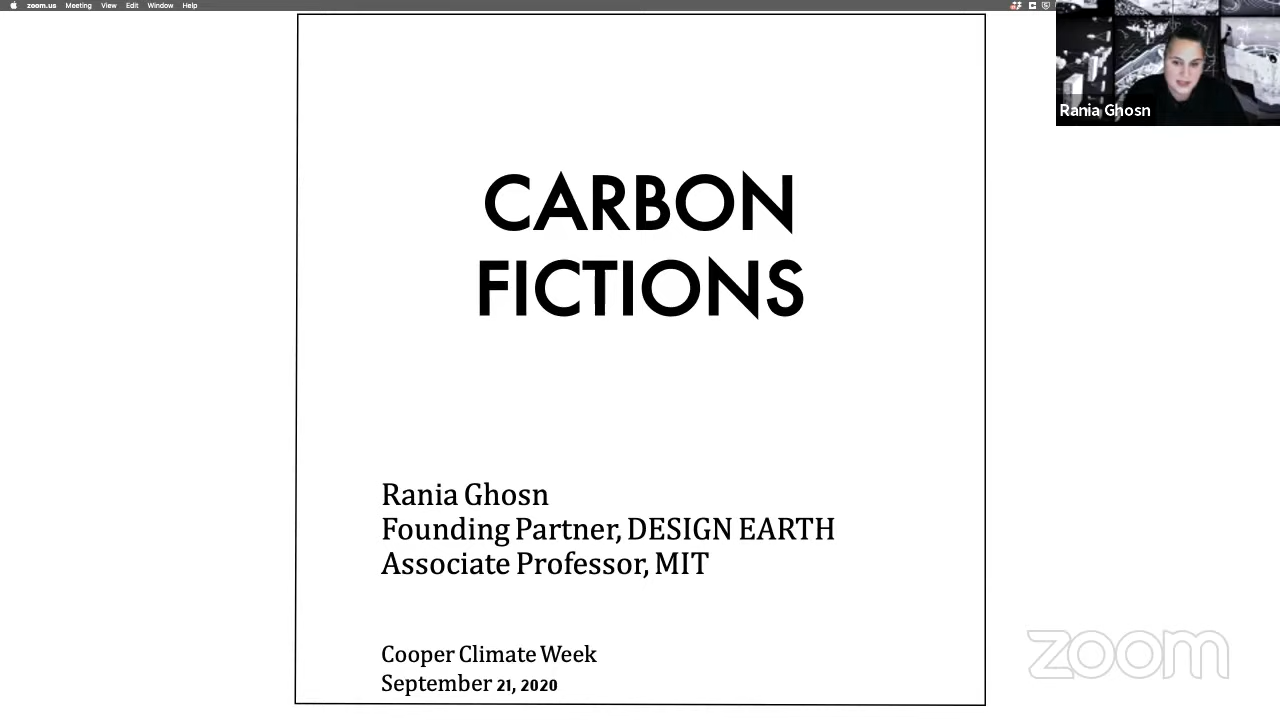 zoom.us Meeting View Edit Window Help
Rania Ghosn
CARBON
FICTIONS
Rania Ghosn
Founding Partner, DESIGN EARTH
Associate Professor, MIT
Cooper Climate Week
September 21, 2020
zoom